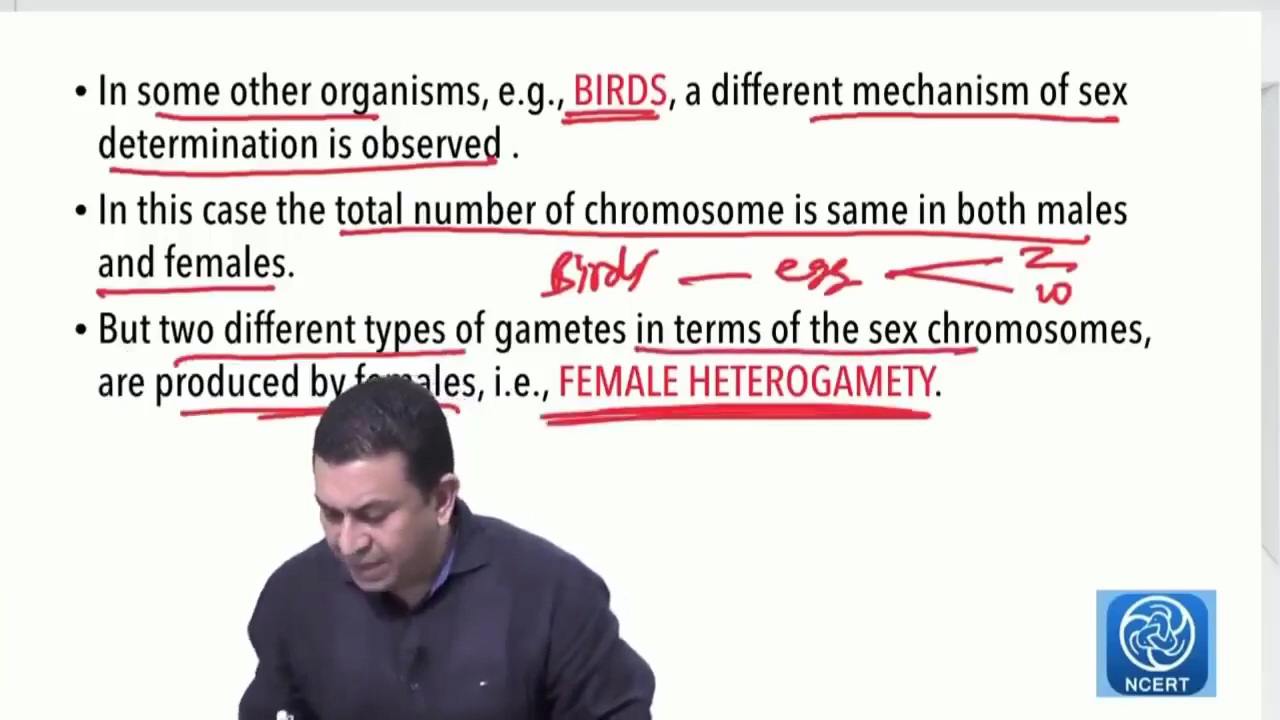 • In some other organisms, e.g., BIRDS, a different mechanism of sex
determination is observed .
• In this case the total number of chromosome is same in both males
and females.
Birds — egg < Z
w
• But two different types of gametes in terms of the sex chromosomes,
are produced by females, i.e., FEMALE HETEROGAMETY.
NCERT